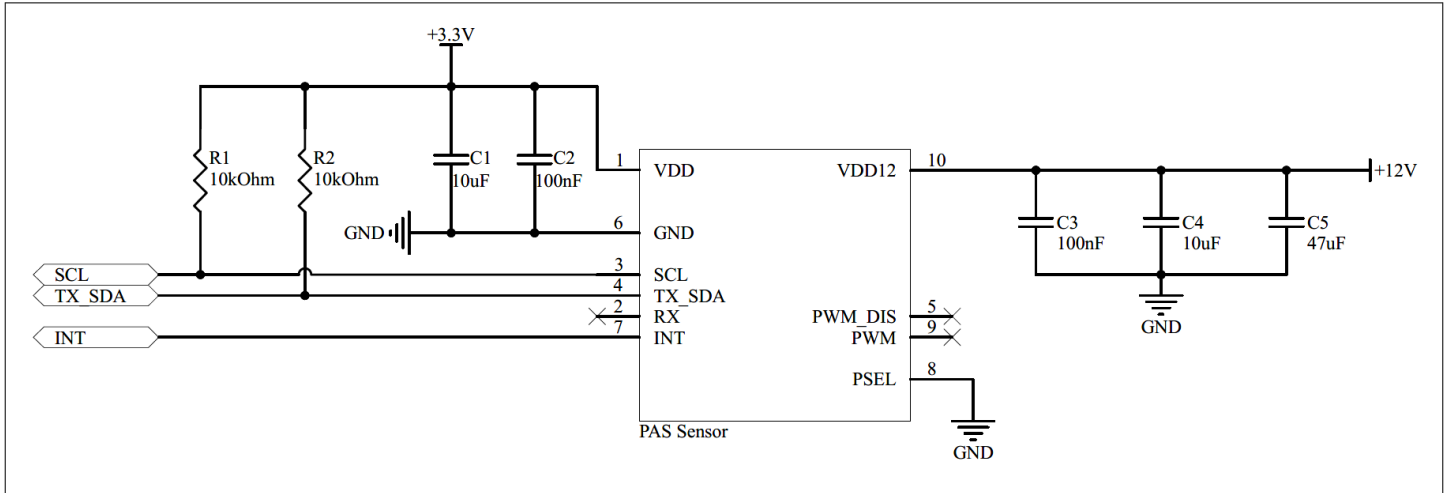 +3.3V
R1
10kOhm
R2
10kOhm
C1
10uF
C2
100nF
1
VDD
VDD12
10
+12V
GND
6
GND
C3
100nF
C4
10uF
C5
47uF
SCL
3
SCL
TX_SDA
4
TX_SDA
2
RX
PWM_DIS
5
GND
INT
7
INT
PWM
9
PSEL
8
PAS Sensor
GND